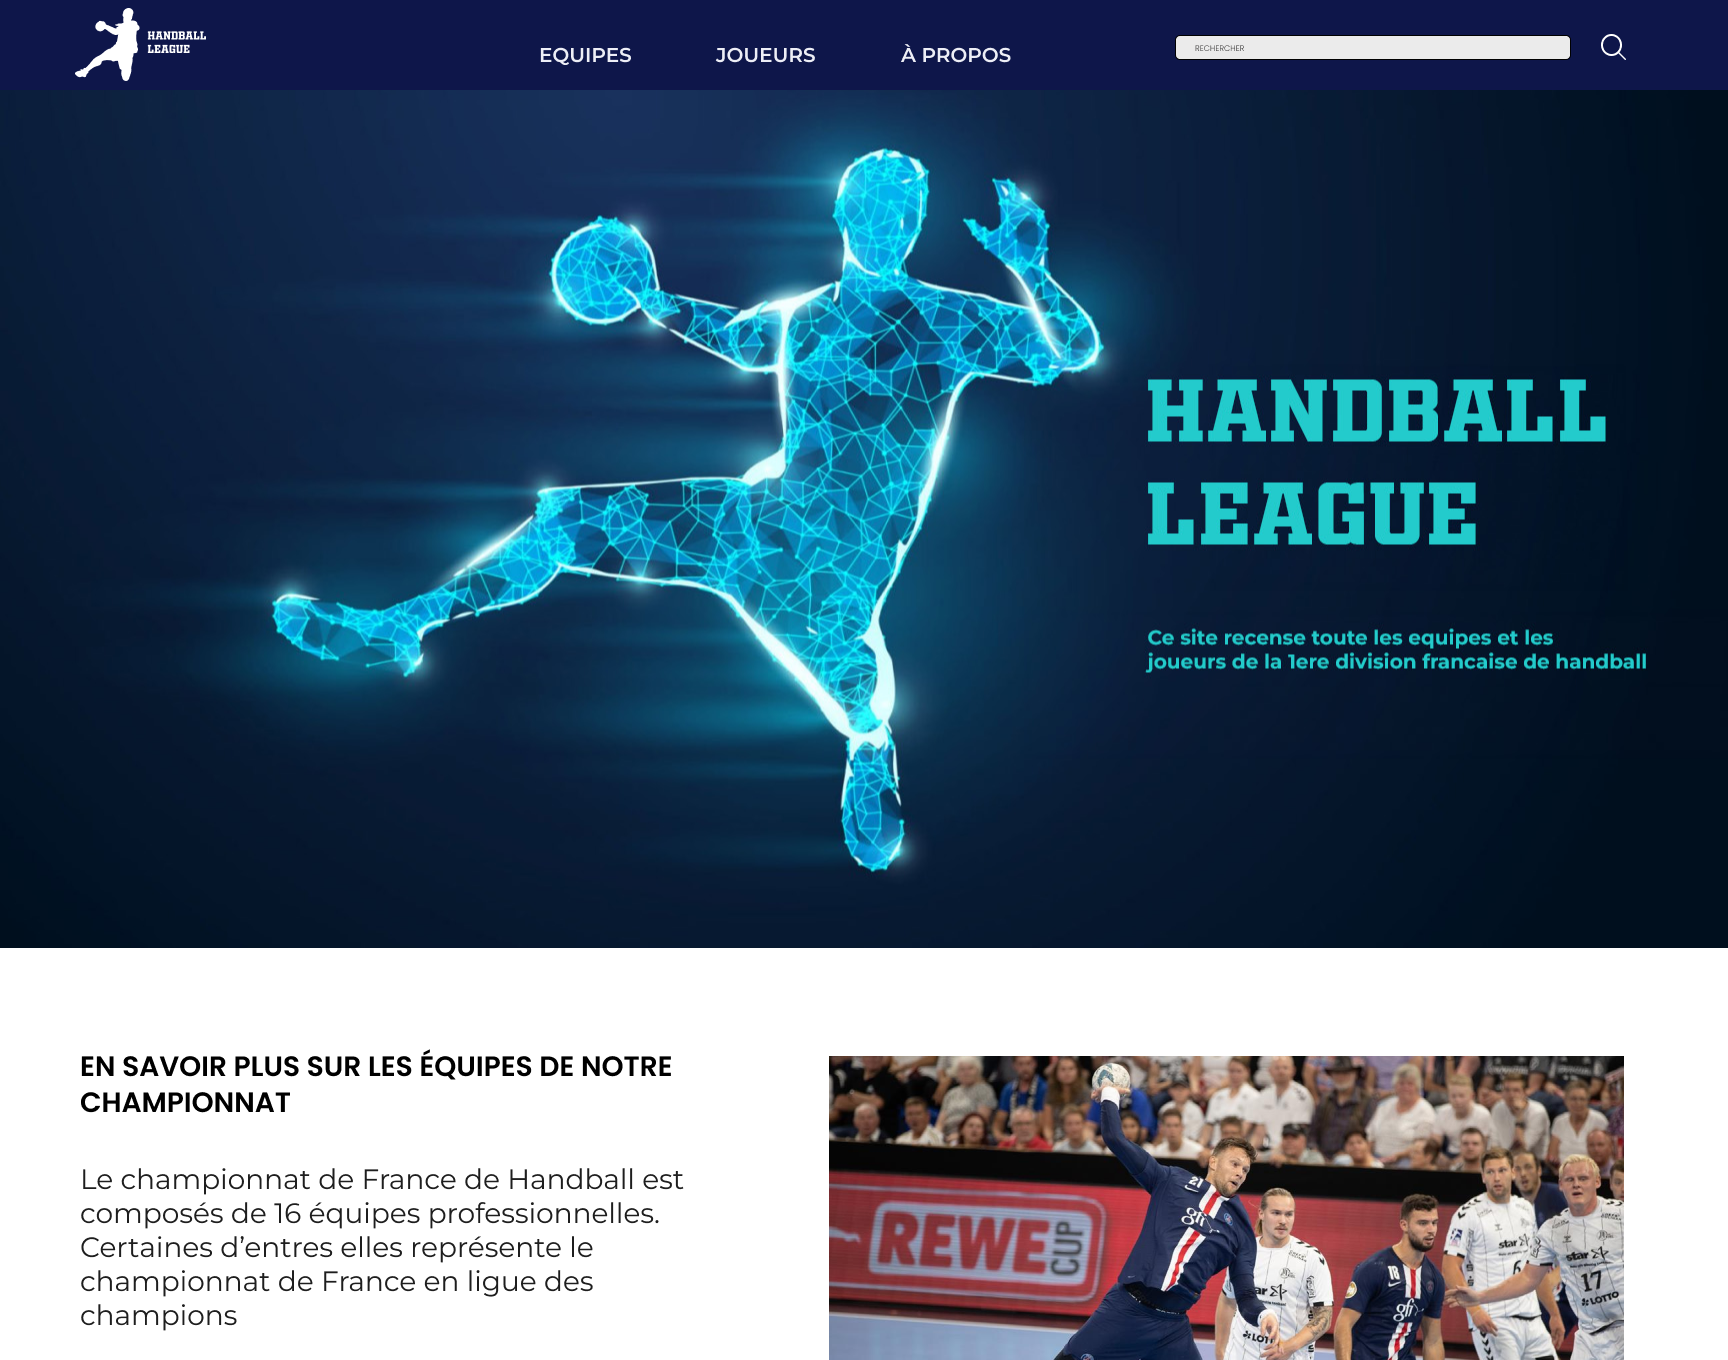 HANDBALL
LEAGUE
EQUIPES
JOUEURS
À PROPOS
RECHERCHER
HANDBALL
LEAGUE
Ce site recense toute les equipes et les
joueurs de la 1ere division francaise de handball
EN SAVOIR PLUS SUR LES ÉQUIPES DE NOTRE
CHAMPIONNAT
Le championnat de France de Handball est
composés de 16 équipes professionnelles.
Certaines d’entres elles représente le
championnat de France en ligue des
champions
REWE
CUP
21
gfi
18
gfi
star
6
star
17
LOTTO